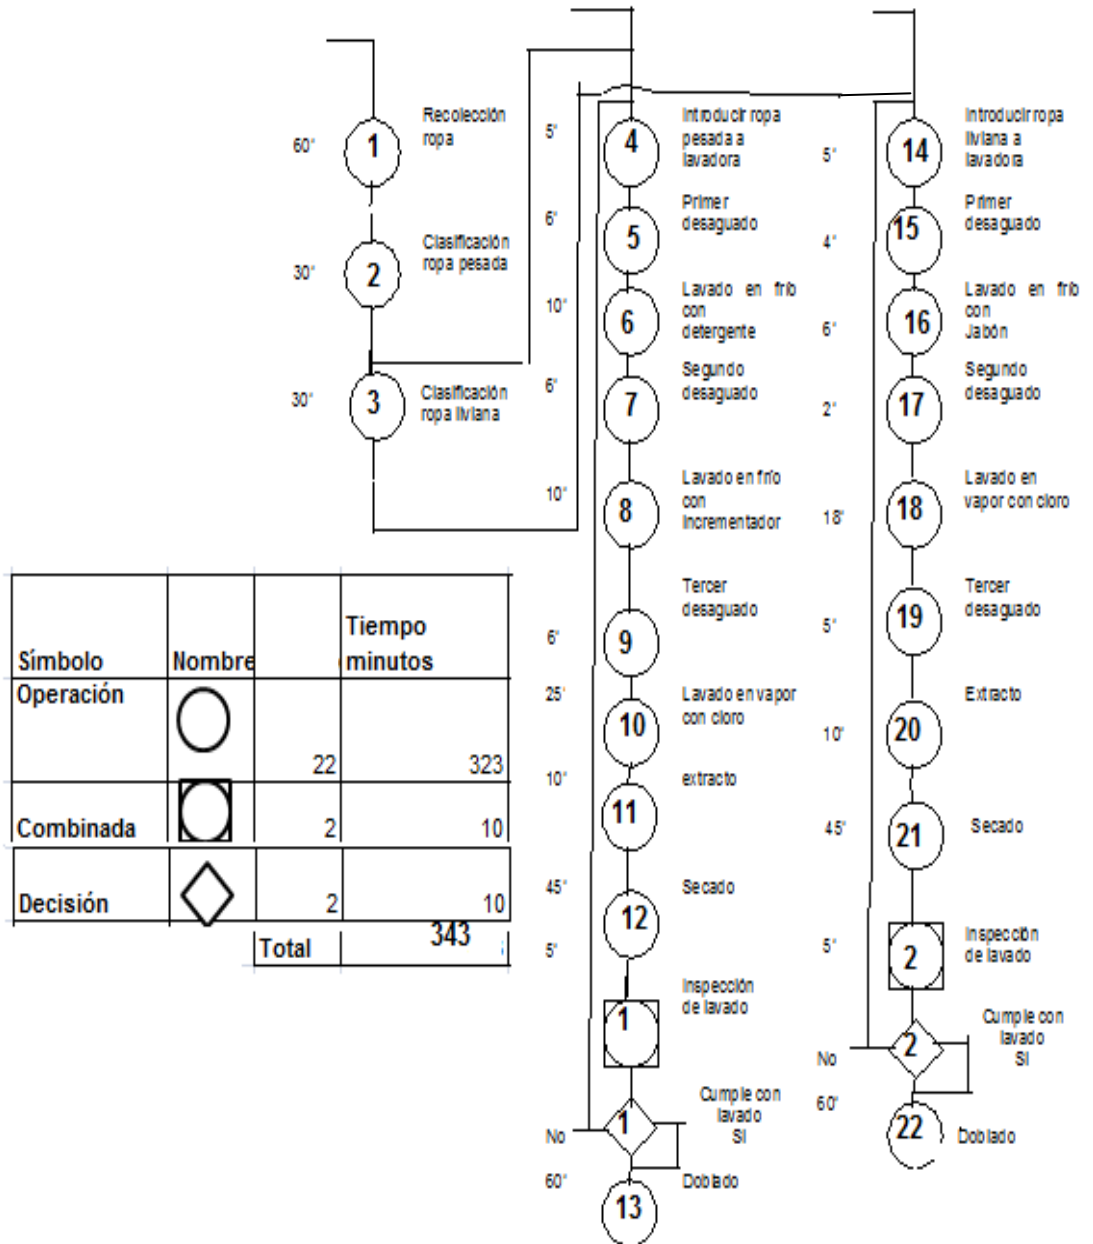 60"
1
Recolección
ropa
30"
2
Clasificación
ropa pesada
30"
3
Clasificación
ropa liviana
5"
4
Introducir ropa
pesada a
lavadora
6"
5
Primer
desaguado
10"
6
Lavado en frío
con
detergente
6"
7
Segundo
desaguado
10"
8
Lavado en frío
con
Incrementador
6"
9
Tercer
desaguado
25'
10
Lavado en vapor
con cloro
10"
11
extracto
45"
12
Secado
5"
1
Inspección
de lavado
No
1
Cumple con
lavado
SI
60"
13
Doblado
5"
14
Introducir ropa
liviana a
lavadora
4"
15
Primer
desaguado
6"
16
Lavado en frío
con
Jabón
2"
17
Segundo
desaguado
18"
18
Lavado en
vapor con cloro
5"
19
Tercer
desaguado
10"
20
Extracto
45"
21
Secado
5"
2
Inspección
de lavado
No
2
Cumple con
lavado
SI
60"
22
Doblado
Símbolo Nombre Tiempo
minutos
Operación 22 323
Combinada 2 10
Decisión 2 10
Total 343